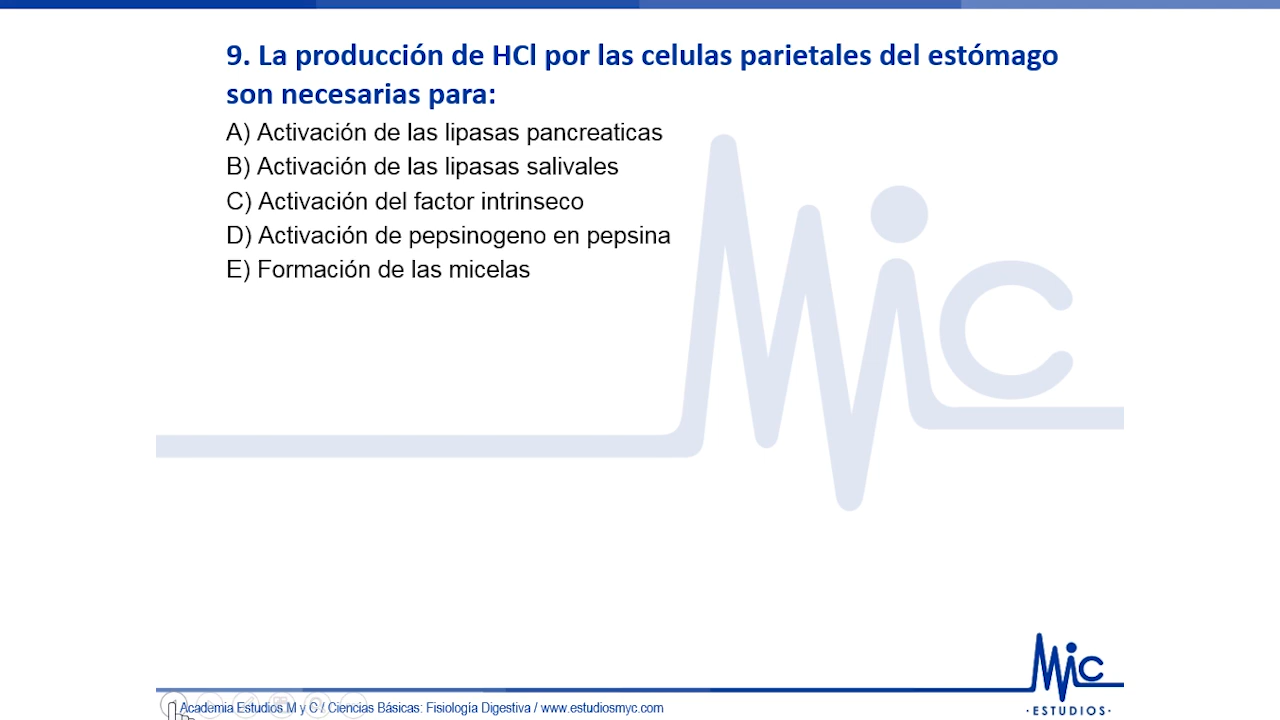 9. La producción de HCl por las celulas parietales del estómago
son necesarias para:
A) Activación de las lipasas pancreaticas
B) Activación de las lipasas salivales
C) Activación del factor intrinseco
D) Activación de pepsinogeno en pepsina
E) Formación de las micelas
Mic
Mic
·ESTUDIOS·
Academia Estudios M y C / Ciencias Básicas: Fisiología Digestiva / www.estudiosmyc.com